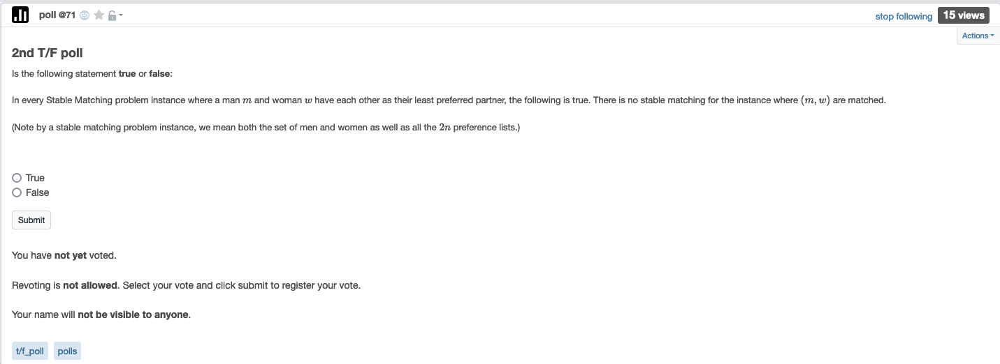 poll @71
stop following
15 views
Actions
2nd T/F poll
Is the following statement true or false:
In every Stable Matching problem instance where a man m and woman w have each other as their least preferred partner, the following is true. There is no stable matching for the instance where (m, w) are matched.
(Note by a stable matching problem instance, we mean both the set of men and women as well as all the 2n preference lists.)
True
False
Submit
You have not yet voted.
Revoting is not allowed. Select your vote and click submit to register your vote.
Your name will not be visible to anyone.
t/f_poll
polls